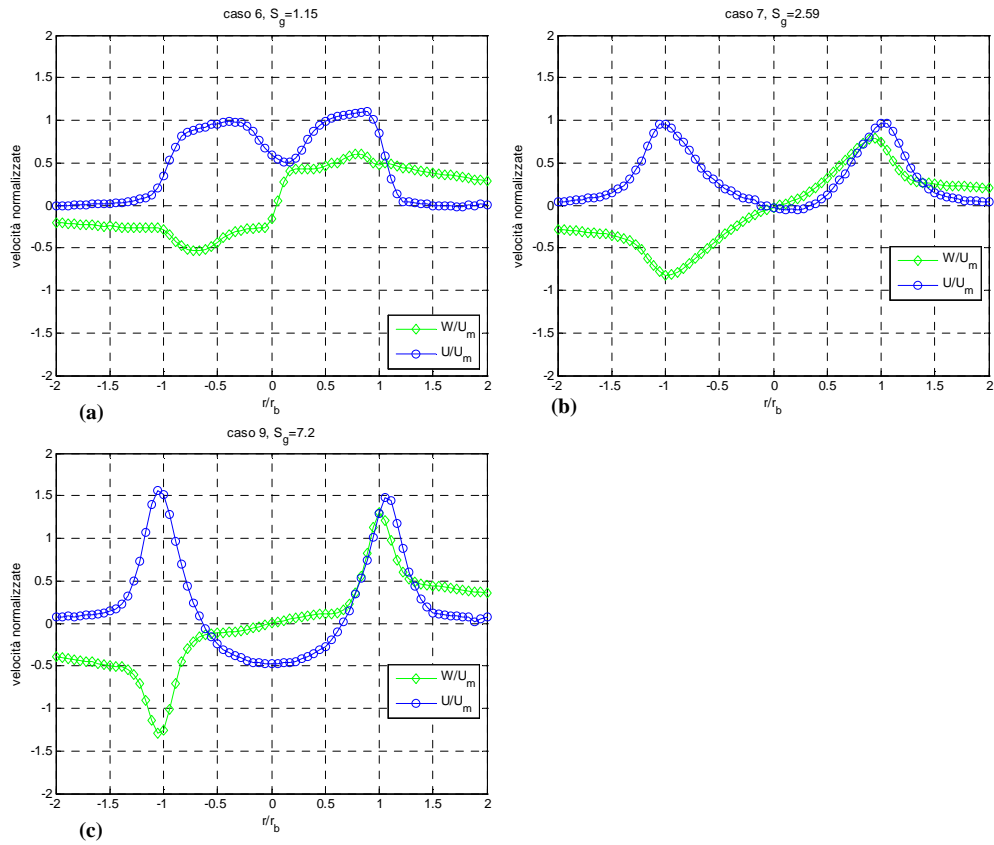 caso 6, S_g=1.15
2
1.5
1
0.5
0
-0.5
-1
-1.5
-2
velocità normalizzate
W/U_m
U/U_m
-2 -1.5 -1 -0.5 0 0.5 1 1.5 2
r/r_b
(a)
caso 7, S_g=2.59
2
1.5
1
0.5
0
-0.5
-1
-1.5
-2
velocità normalizzate
W/U_m
U/U_m
-2 -1.5 -1 -0.5 0 0.5 1 1.5 2
r/r_b
(b)
caso 9, S_g=7.2
2
1.5
1
0.5
0
-0.5
-1
-1.5
-2
velocità normalizzate
W/U_m
U/U_m
-2 -1.5 -1 -0.5 0 0.5 1 1.5 2
r/r_b
(c)